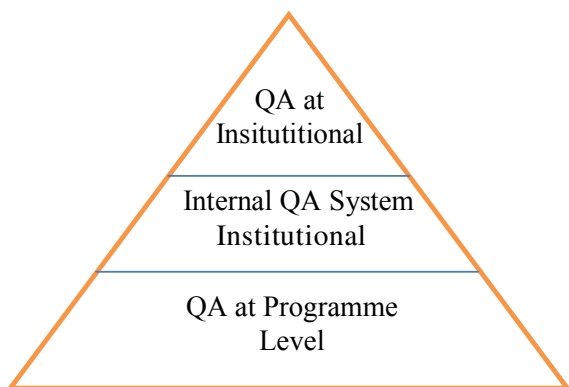 QA at
Insitutitional
Internal QA System
Institutional
QA at Programme
Level